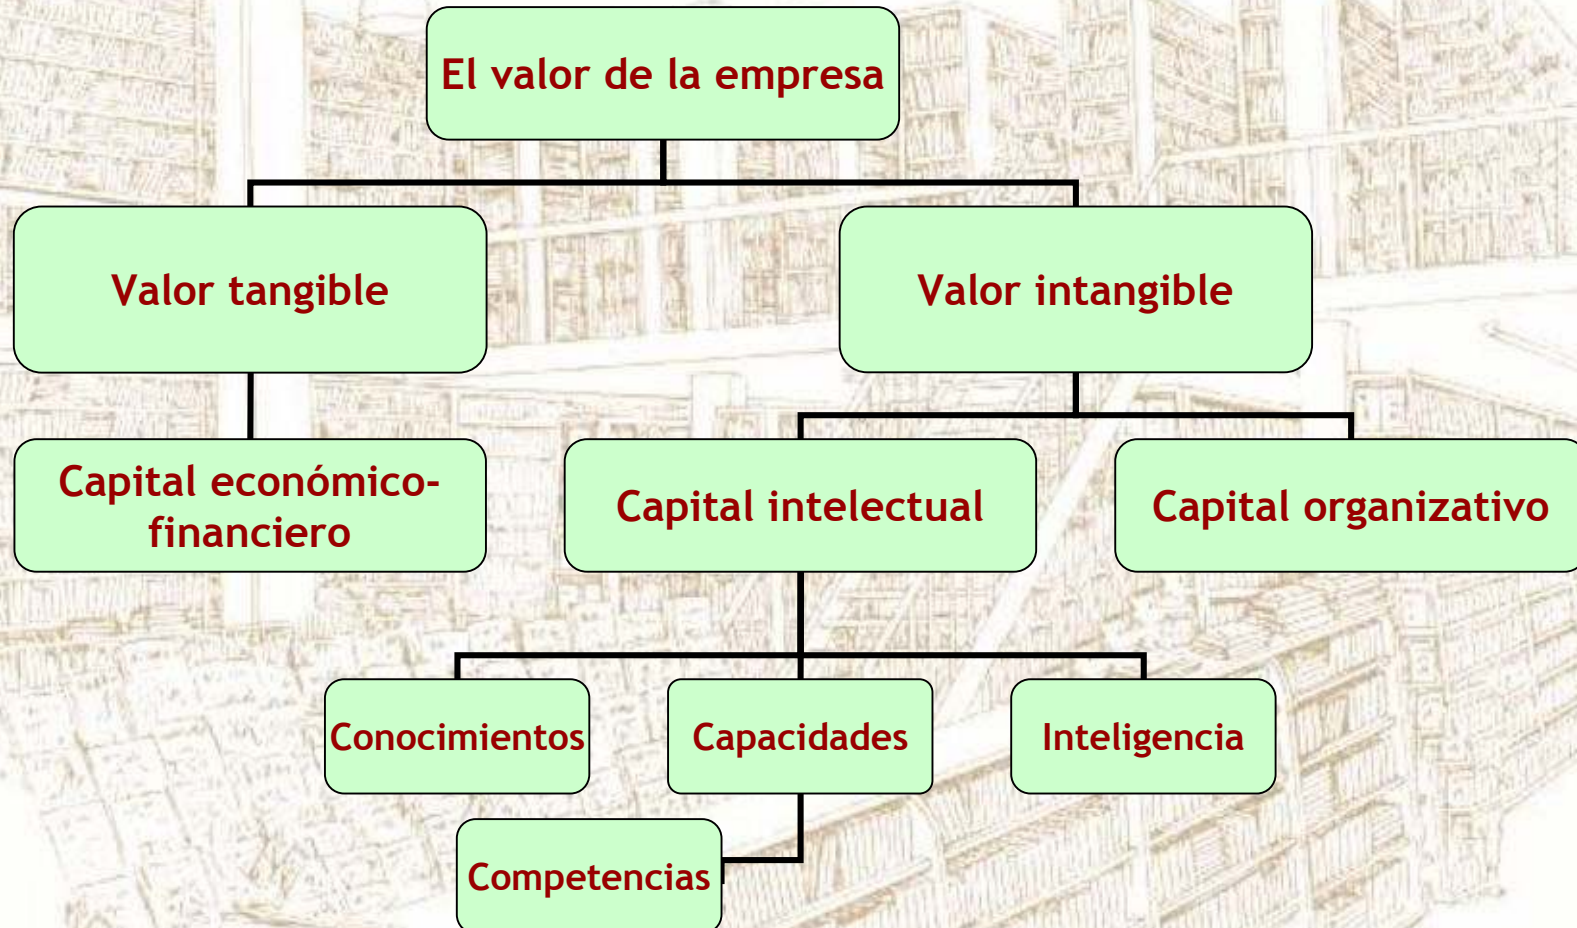 El valor de la empresa
Valor tangible
Valor intangible
Capital económico-
financiero
Capital intelectual
Capital organizativo
Conocimientos
Capacidades
Inteligencia
Competencias